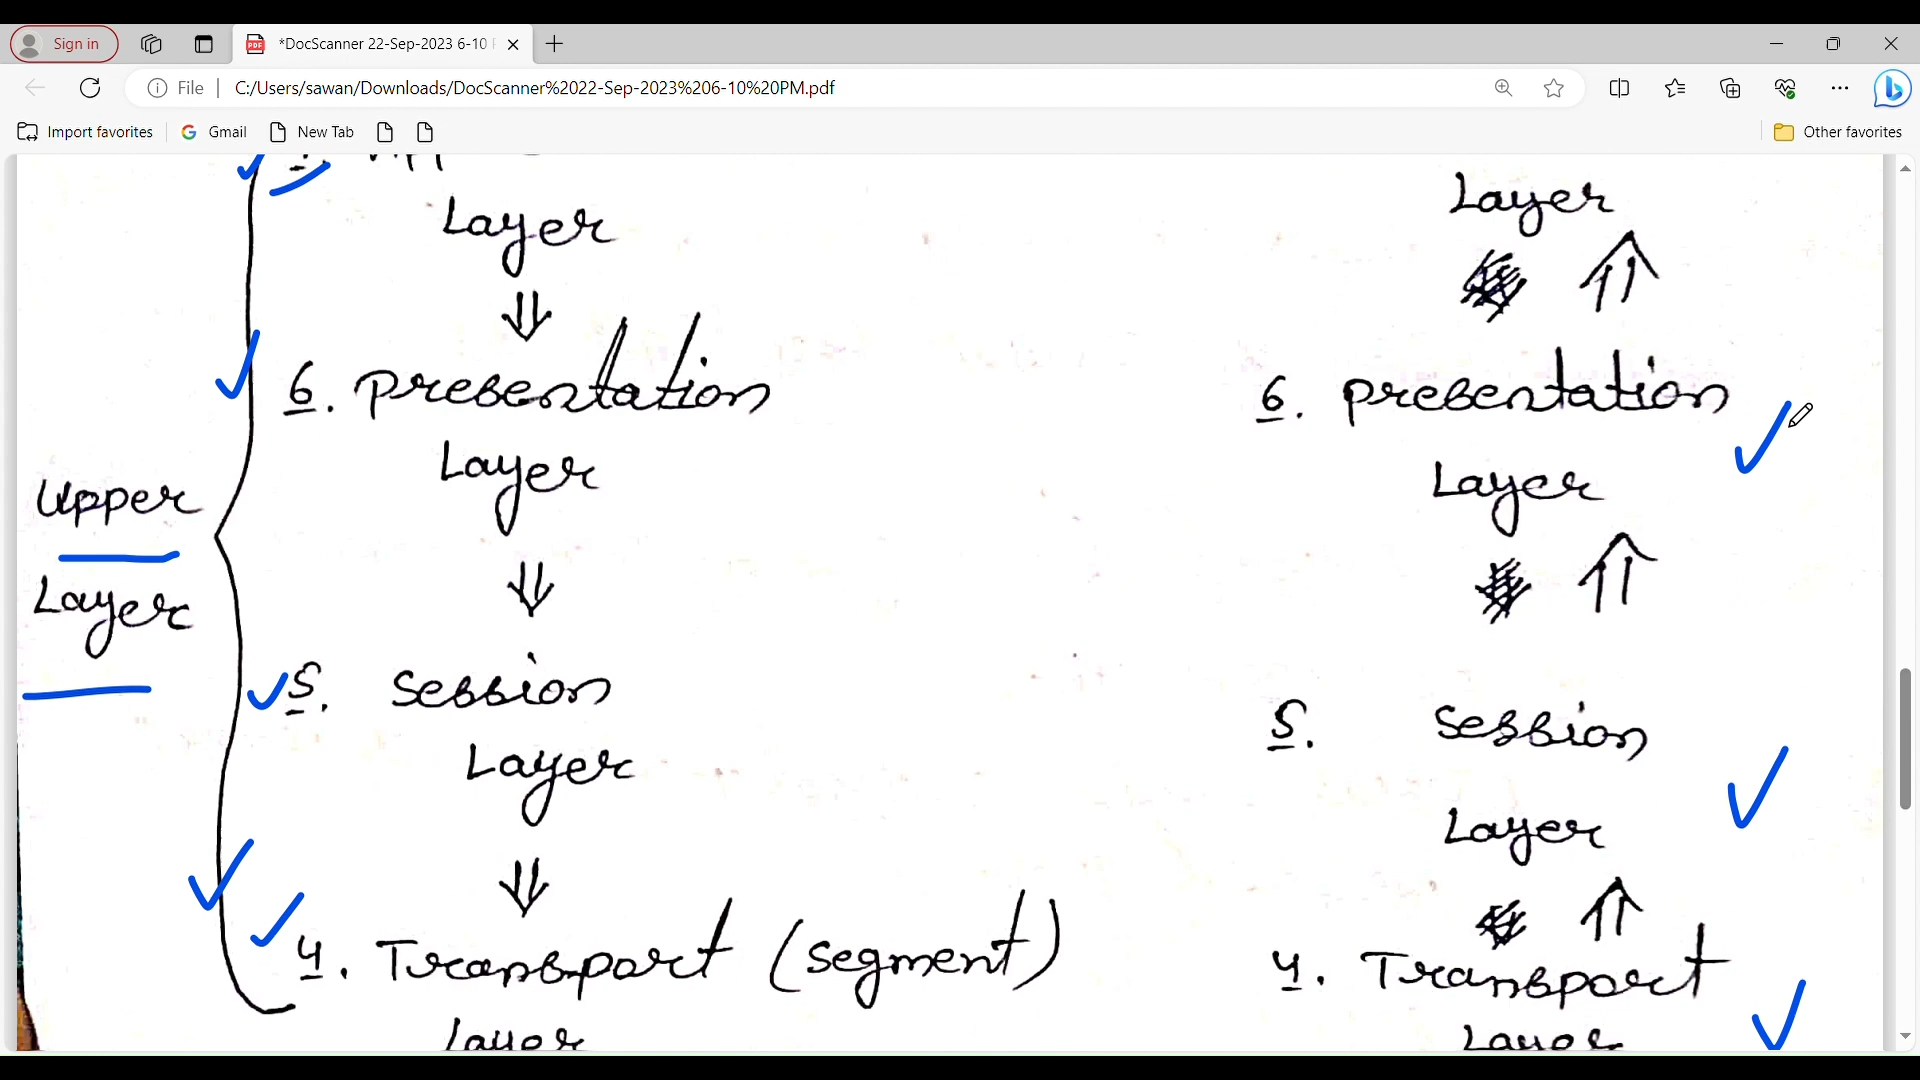 Sign in
*DocScanner 22-Sep-2023 6-10
File
C:/Users/sawan/Downloads/DocScanner%2022-Sep-2023%206-10%20PM.pdf
Import favorites
Gmail
New Tab
Other favorites
Layer
6. presentation
Layer
Upper
Layer
5. Session
Layer
4. Transport (segment)
Layer
Layer
6. presentation
Layer
5. Session
Layer
4. Transport
Layer